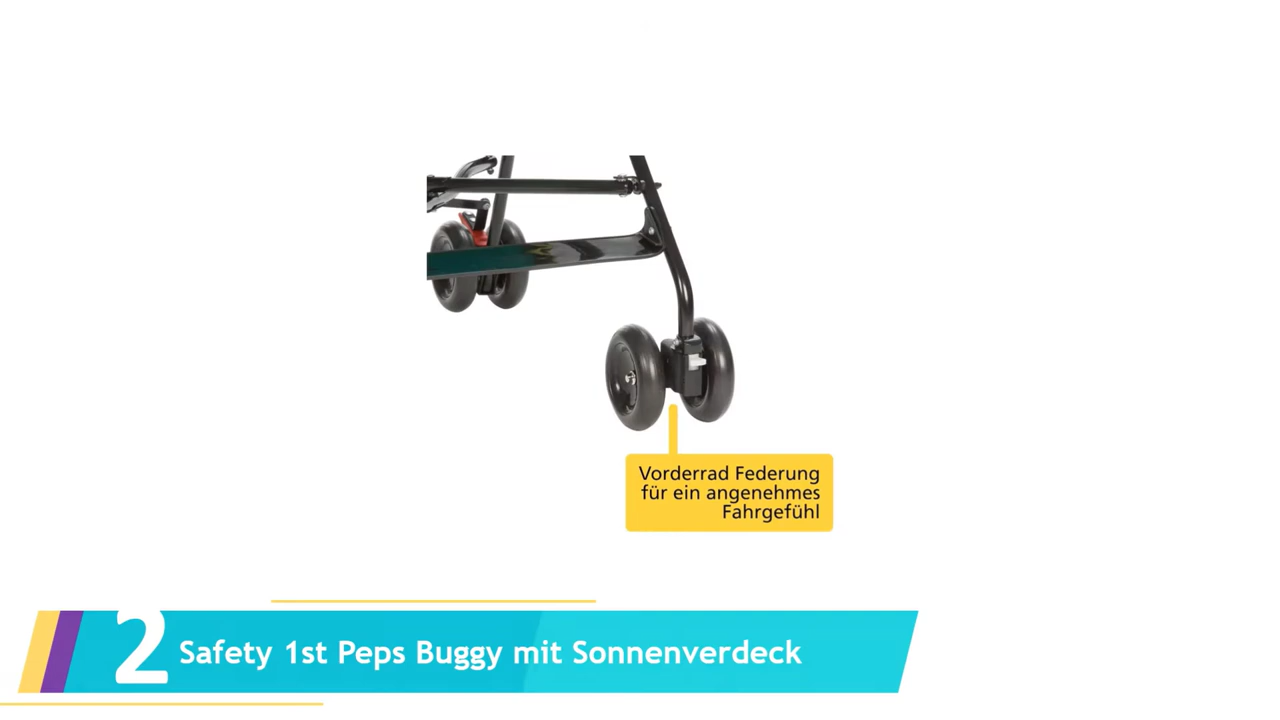 Vorderrad Federung
für ein angenehmes
Fahrgefühl
2 Safety 1st Peps Buggy mit Sonnenverdeck